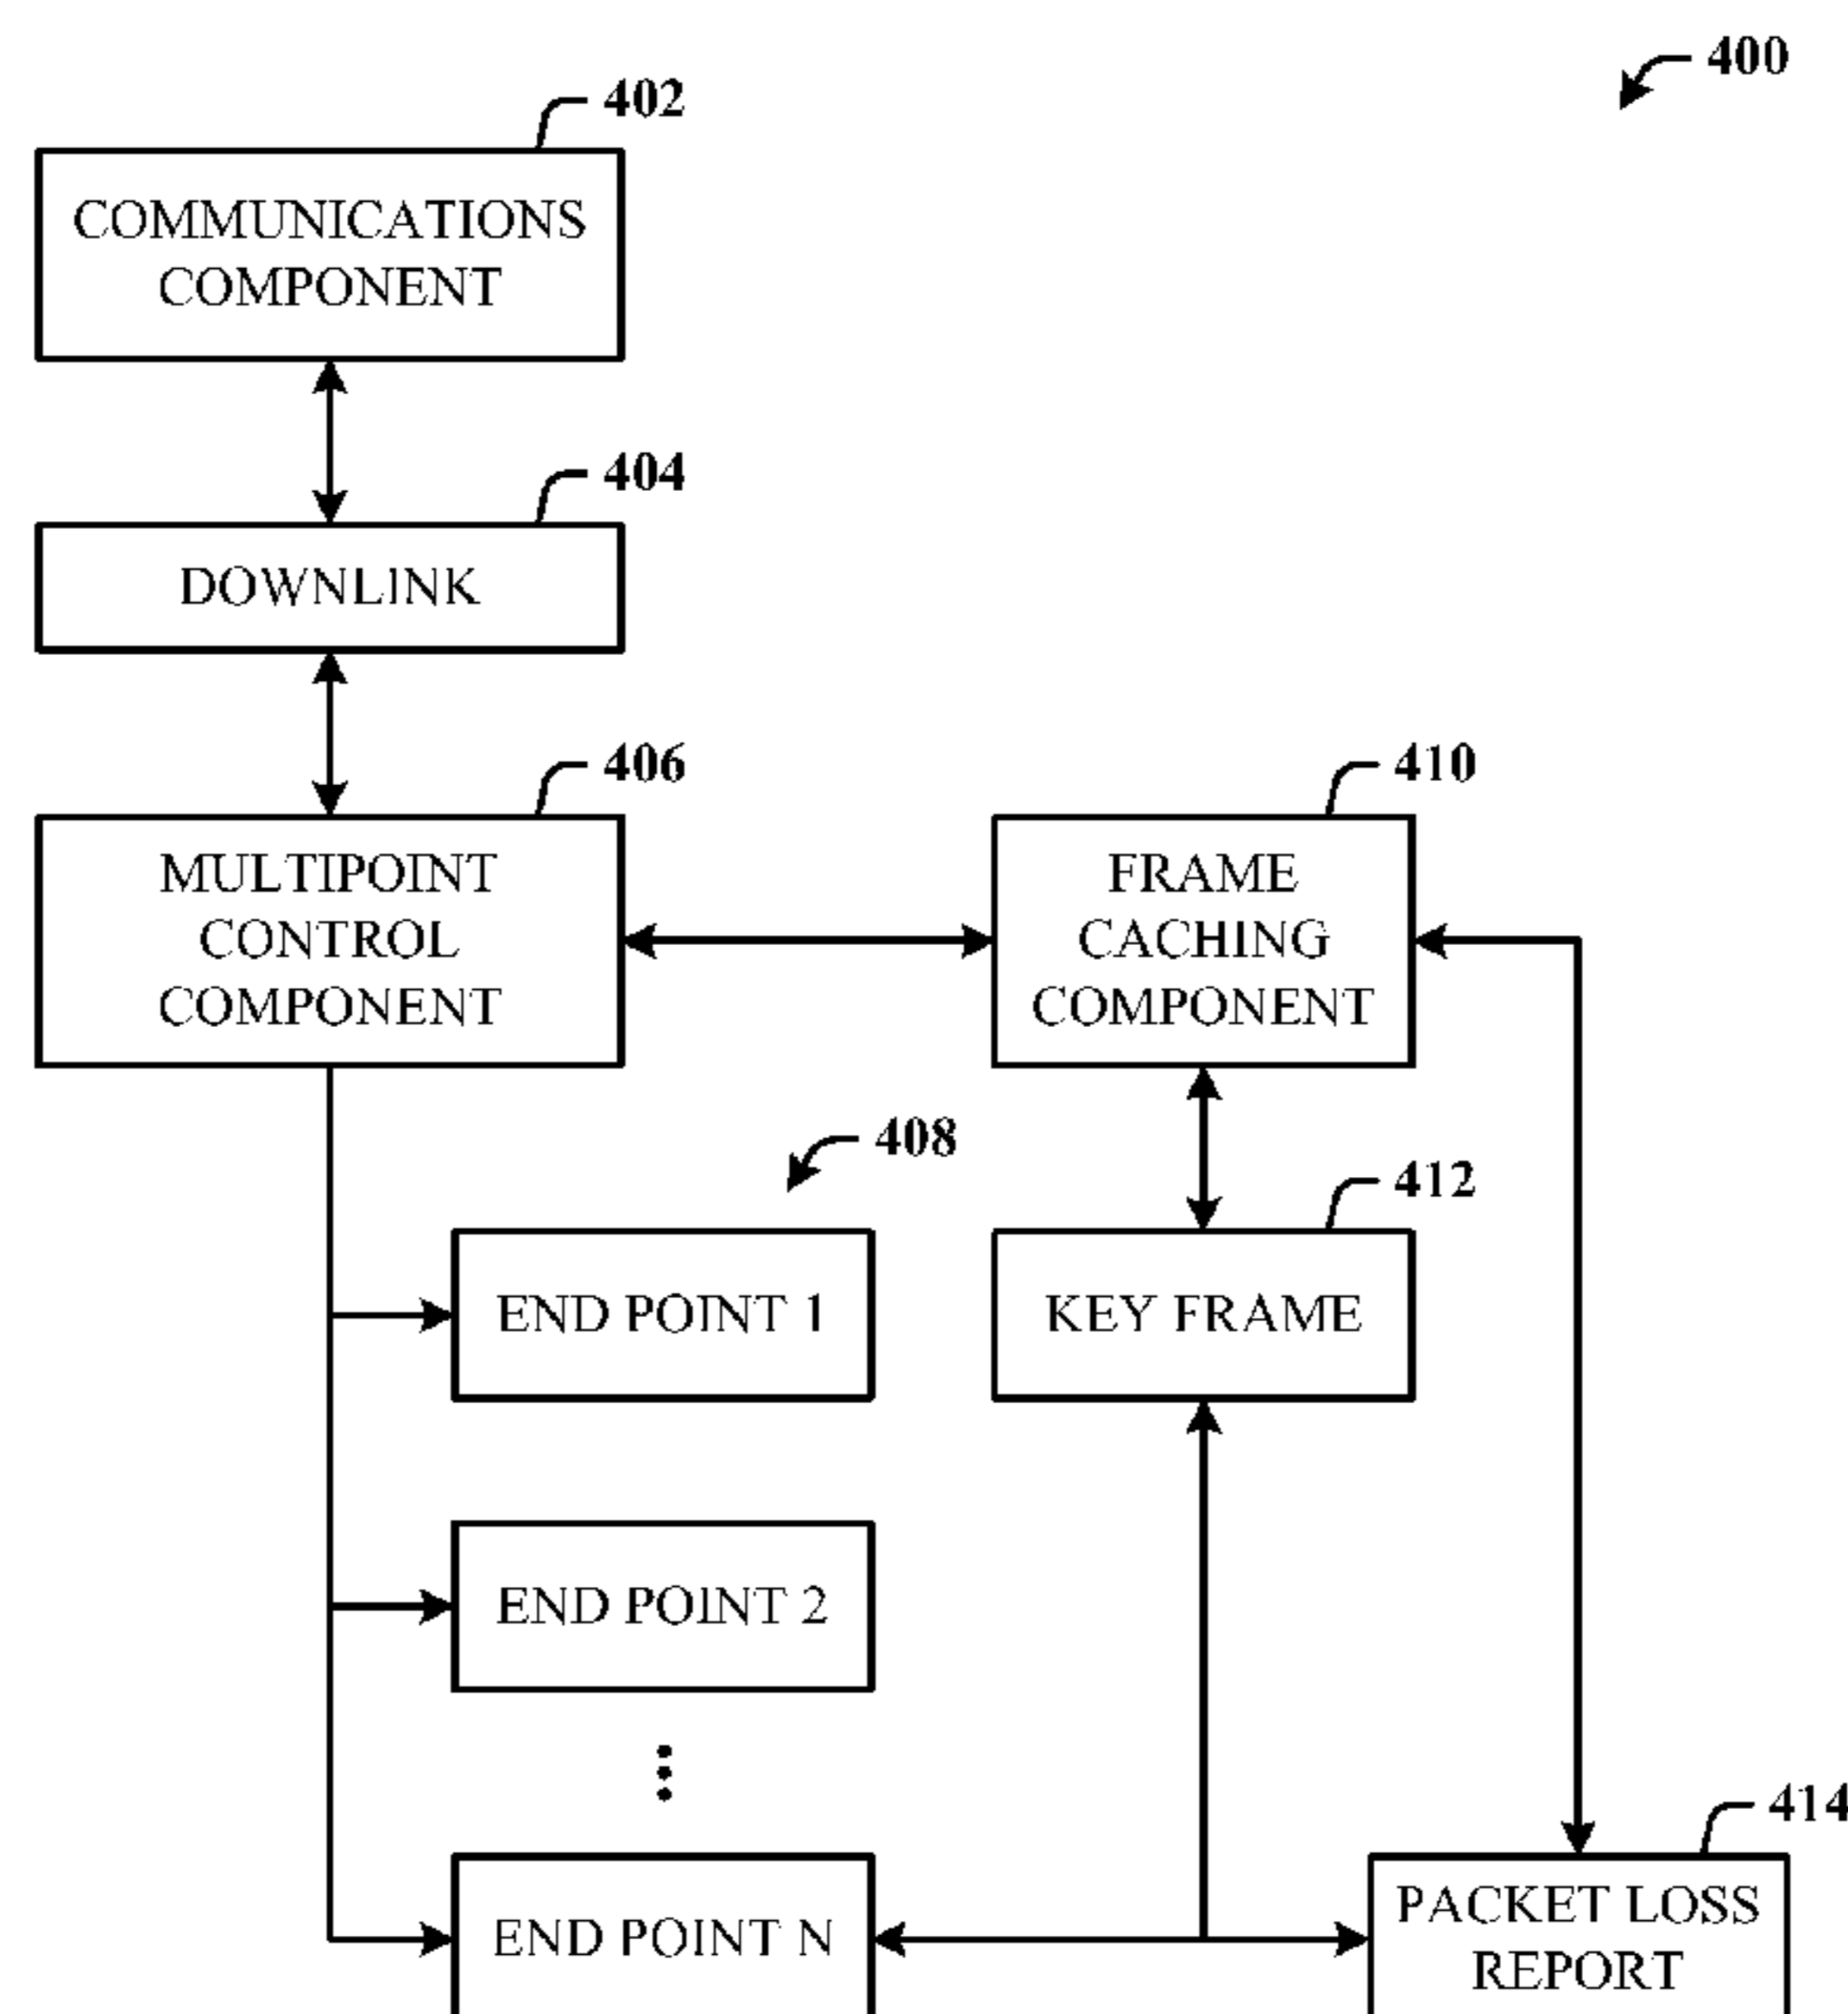 400
402
COMMUNICATIONS
COMPONENT
404
DOWNLINK
406
MULTIPOINT
CONTROL
COMPONENT
410
FRAME
CACHING
COMPONENT
408
412
END POINT 1
KEY FRAME
END POINT 2
414
END POINT N
PACKET LOSS
REPORT